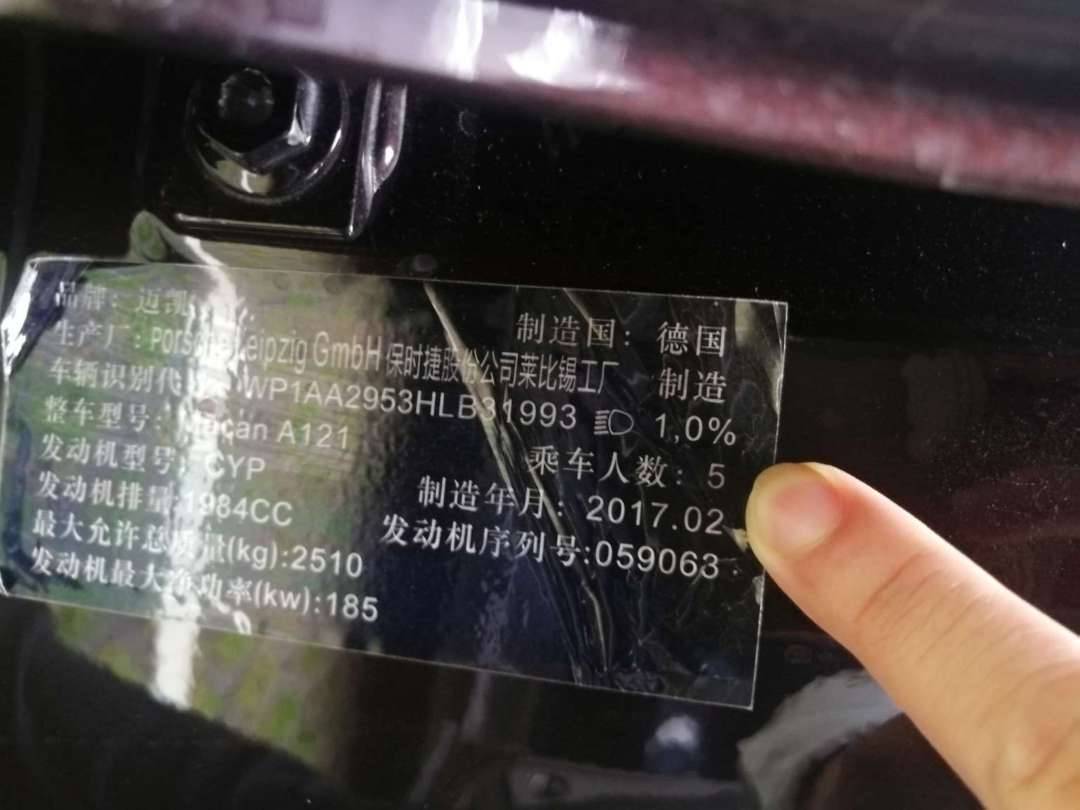 品牌: 迈凯
制造国: 德国
生产厂: Porsche Leipzig GmbH 保时捷股份公司莱比锡工厂
制造
车辆识别代 WP1AA2953HLB31993
1,0%
整车型号: Macan A121
乘车人数: 5
发动机型号: CYP
制造年月: 2017.02
发动机排量:1984CC
发动机序列号:059063
最大允许总质量(kg):2510
发动机最大净功率(kw):185